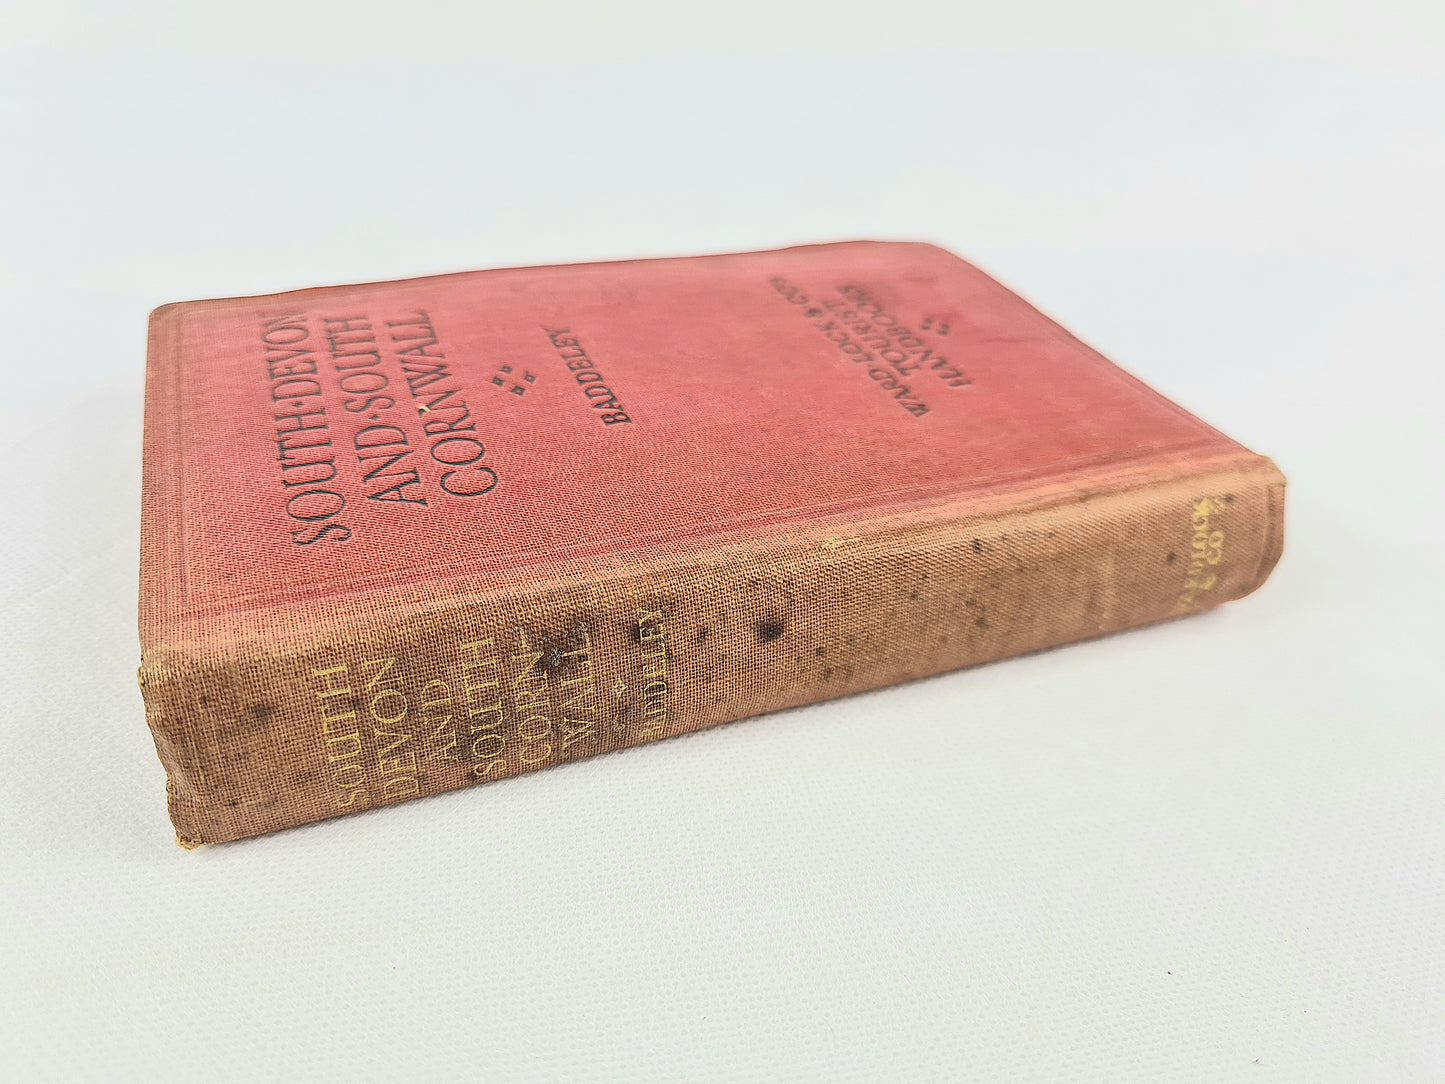 SOUTH·DEVON
AND·SOUTH
CORNWALL
BADDELEY
WARD·LOCK & CO'S
TOURIST
HANDBOOKS
SOUTH
DEVON
AND
SOUTH
CORN-
WALL
BADDELEY
WARD LOCK
& CO